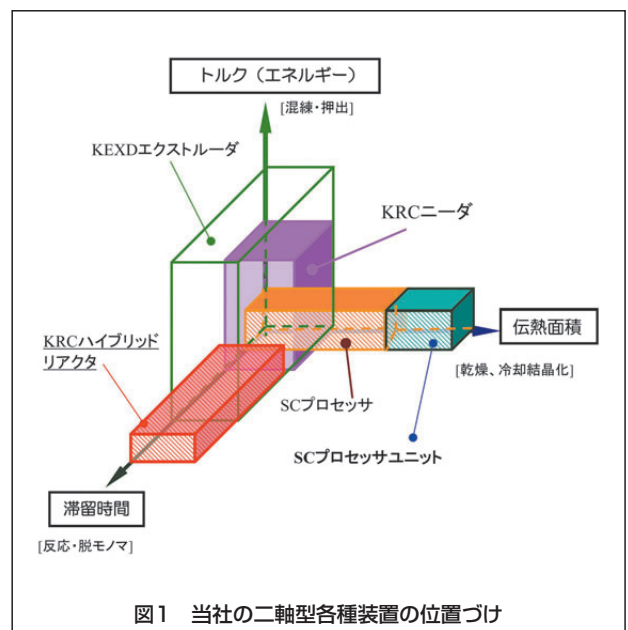 トルク（エネルギー）
[混練・押出]
KEXDエクストルーダ
KRCニーダ
KRCハイブリッド
リアクタ
伝熱面積
[乾燥、冷却結晶化]
SCプロセッサ
SCプロセッサユニット
滞留時間
[反応・脱モノマ]
図1　当社の二軸型各種装置の位置づけ